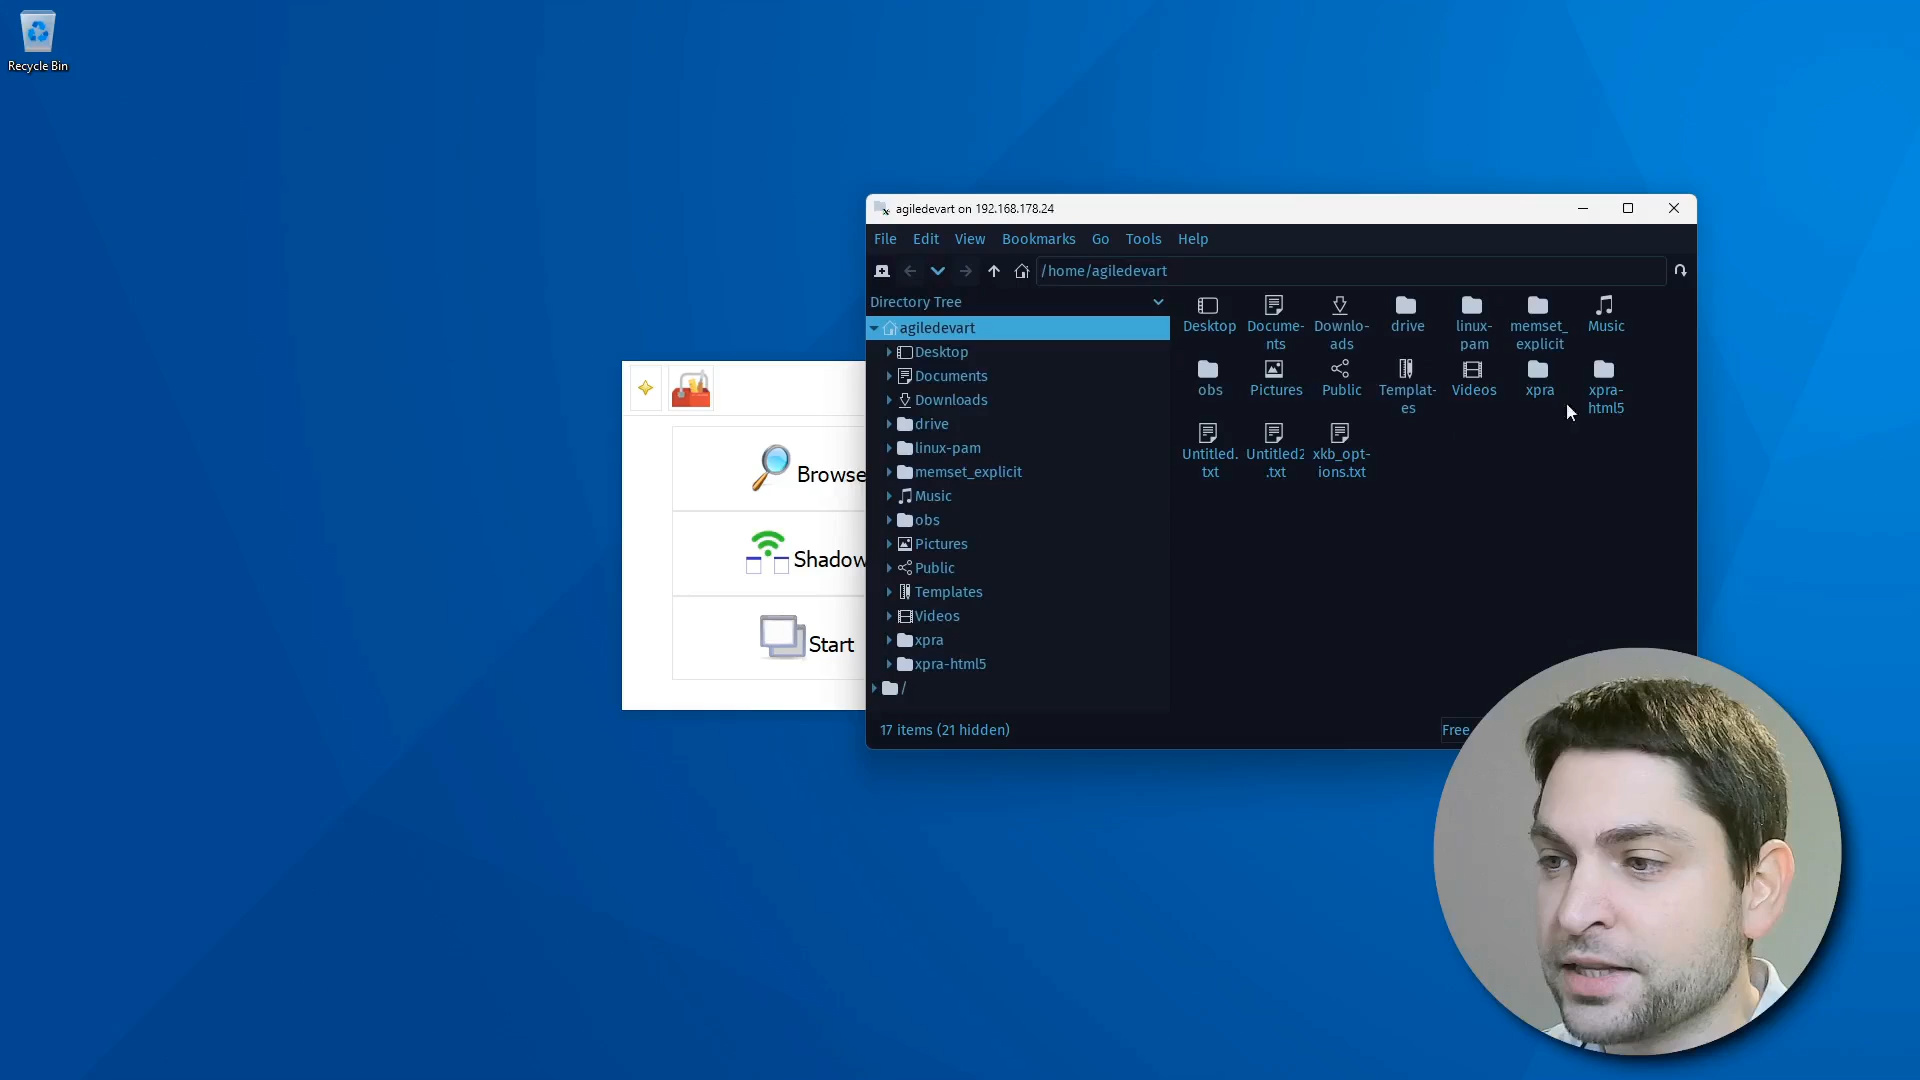 Recycle Bin
agiledevart on 192.168.178.24
File Edit View Bookmarks Go Tools Help
/home/agiledevart
Directory Tree
agiledevart
Desktop
Documents
Downloads
drive
linux-pam
memset_explicit
Music
obs
Pictures
Public
Templates
Videos
xpra
xpra-html5
/
Desktop
Docume-
nts
Downlo-
ads
drive
linux-
pam
memset_
explicit
Music
obs
Pictures
Public
Templat-
es
Videos
xpra
xpra-
html5
Untitled.
txt
Untitled2
.txt
xkb_opt-
ions.txt
17 items (21 hidden)
Free
Browse
Shadow
Start